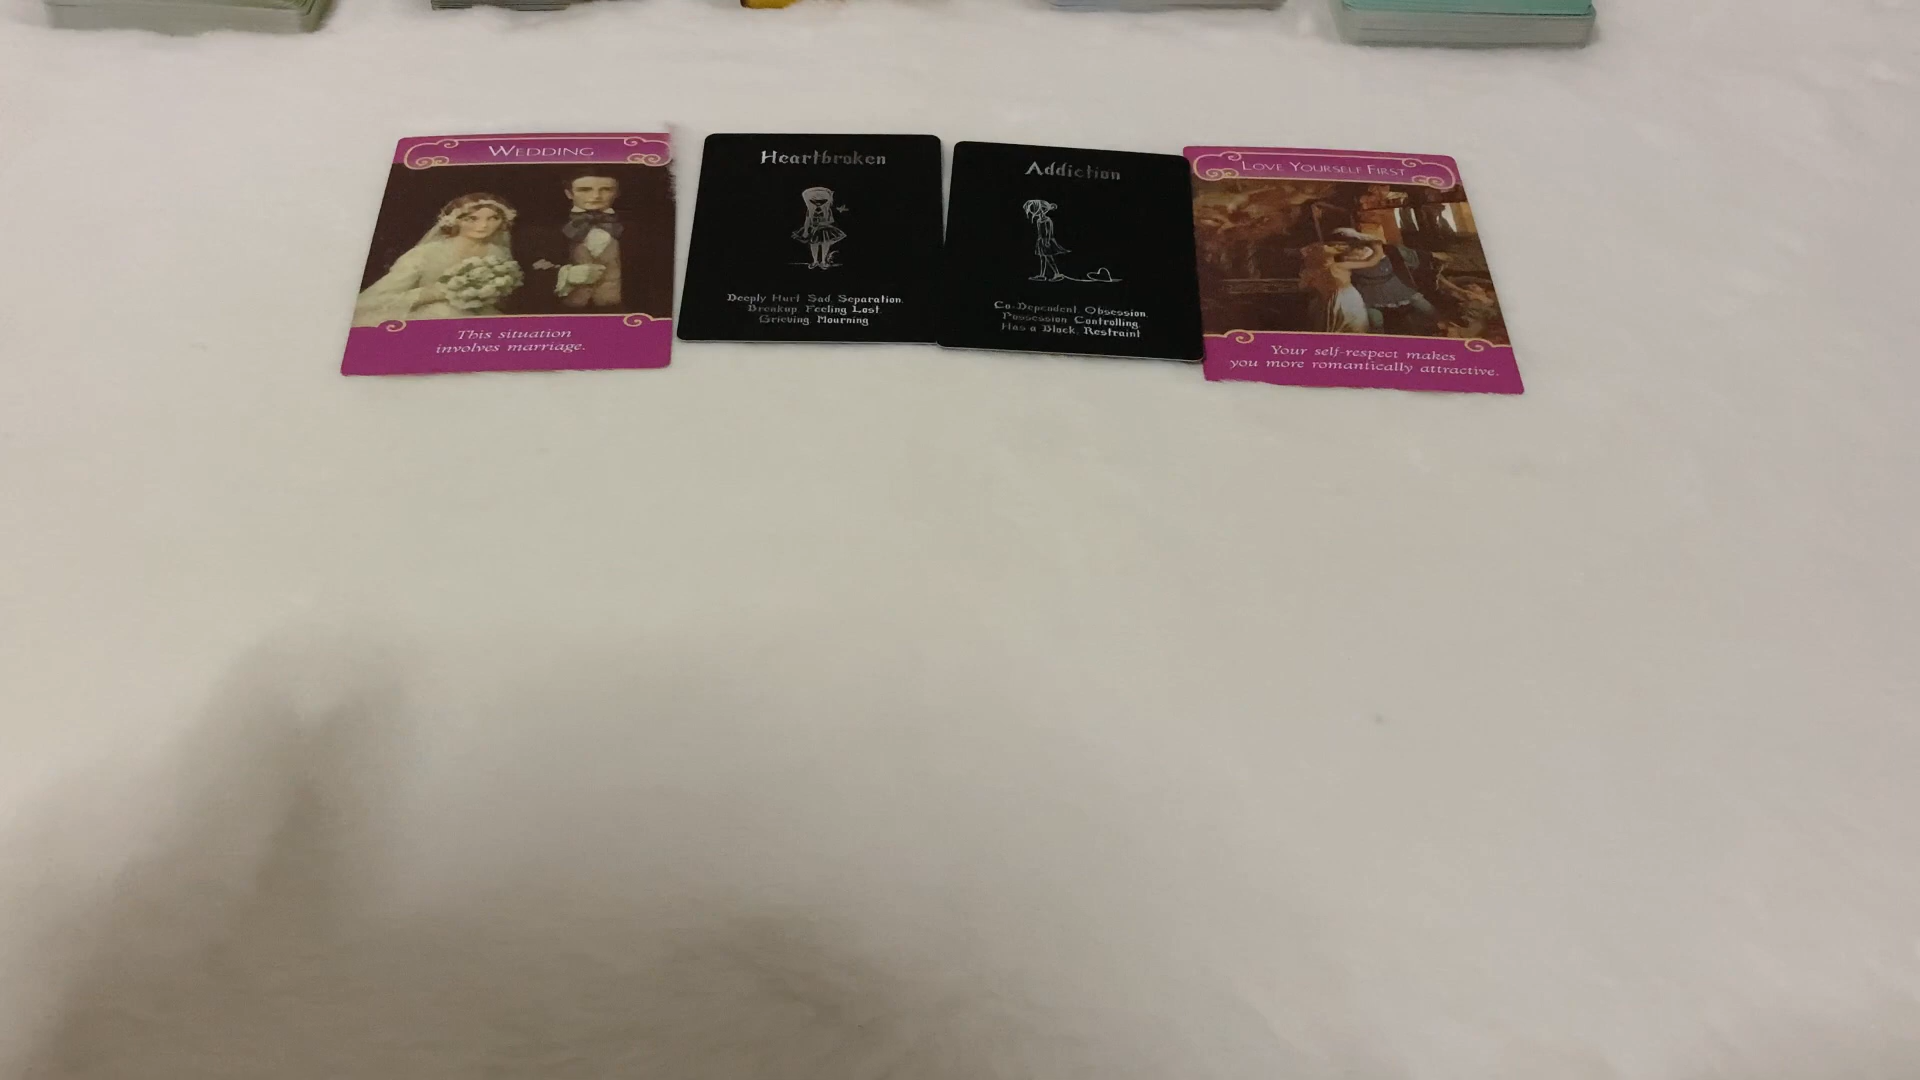 WEDDING
This situation
involves marriage.
Heartbroken
Deeply Hurt Sad. Separation.
Breakup. Feeling Lost.
Grieving Mourning
Addiction
Co-Dependent. Obsession.
Possession Controlling.
Has a Block. Restraint
LOVE YOURSELF FIRST
Your self-respect makes
you more romantically attractive.